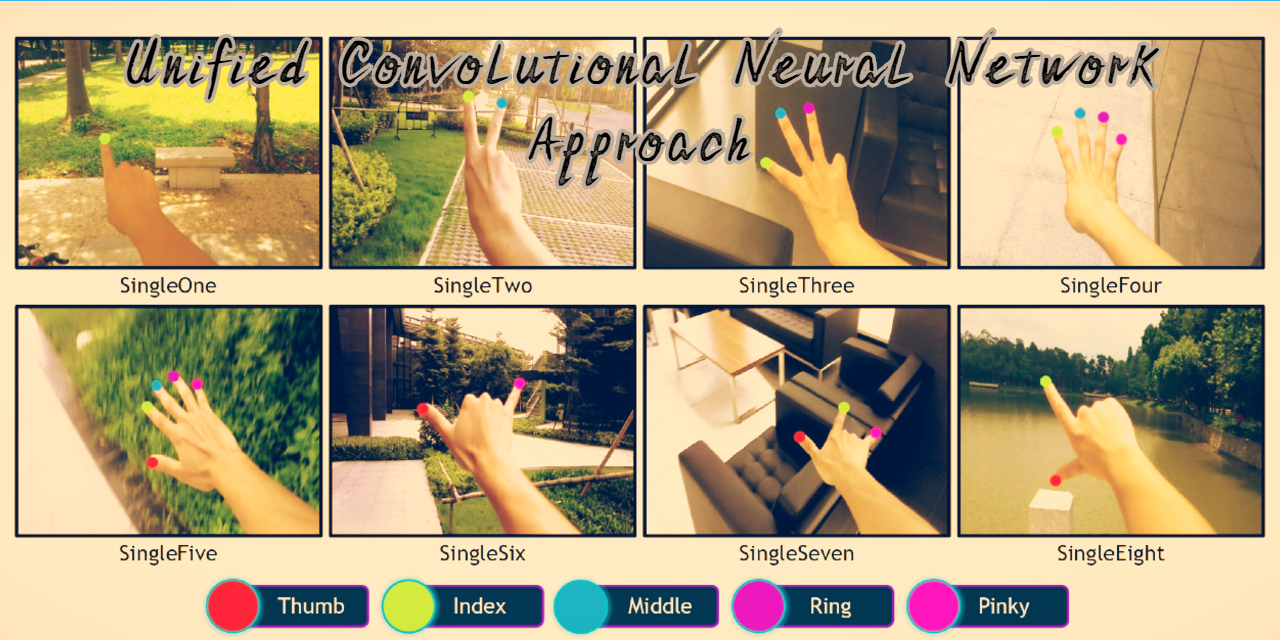 Unified Convolutional Neural Network
Approach
SingleOne
SingleTwo
SingleThree
SingleFour
SingleFive
SingleSix
SingleSeven
SingleEight
Thumb
Index
Middle
Ring
Pinky